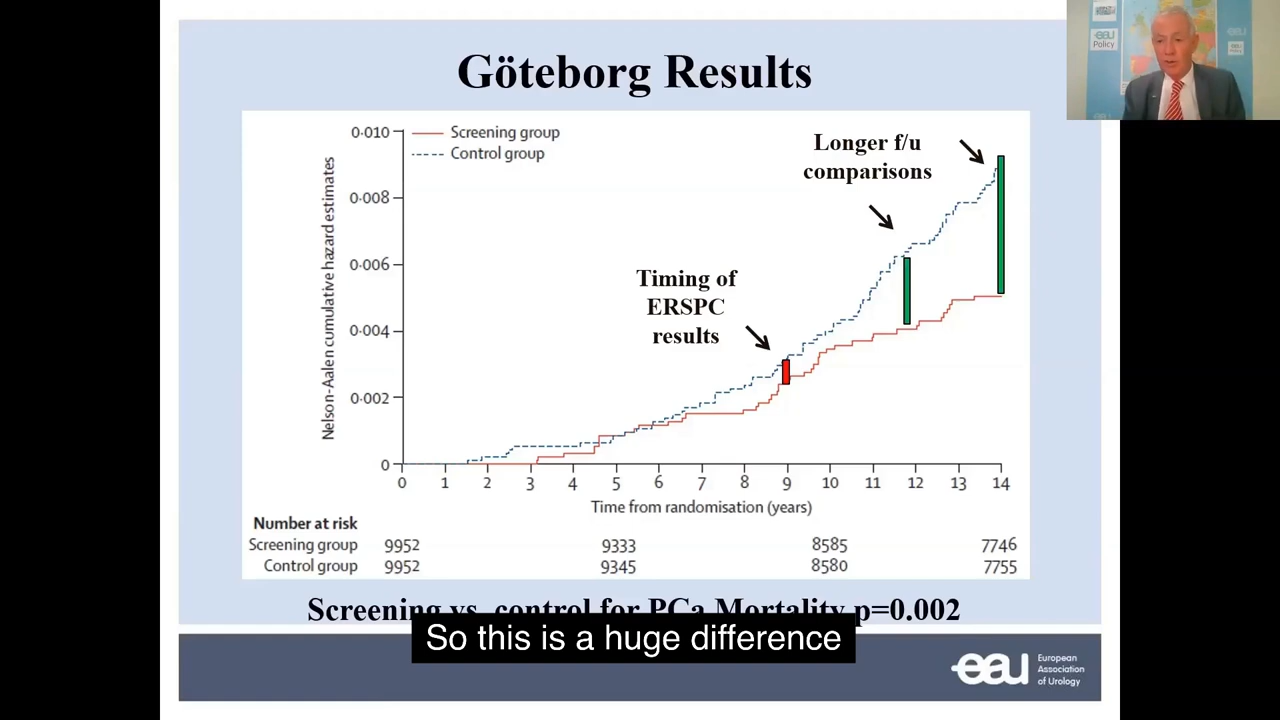 Göteborg Results
Policy
eau
0·010
0·008
0·006
0·004
0·002
0
Nelson–Aalen cumulative hazard estimates
Screening group
Control group
Longer f/u
comparisons
Timing of
ERSPC
results
0 1 2 3 4 5 6 7 8 9 10 11 12 13 14
Time from randomisation (years)
Number at risk
Screening group 9952 9333 8585 7746
Control group 9952 9345 8580 7755
Screening vs. control for PCa Mortality p=0.002
So this is a huge difference
eau
European
Association
of Urology